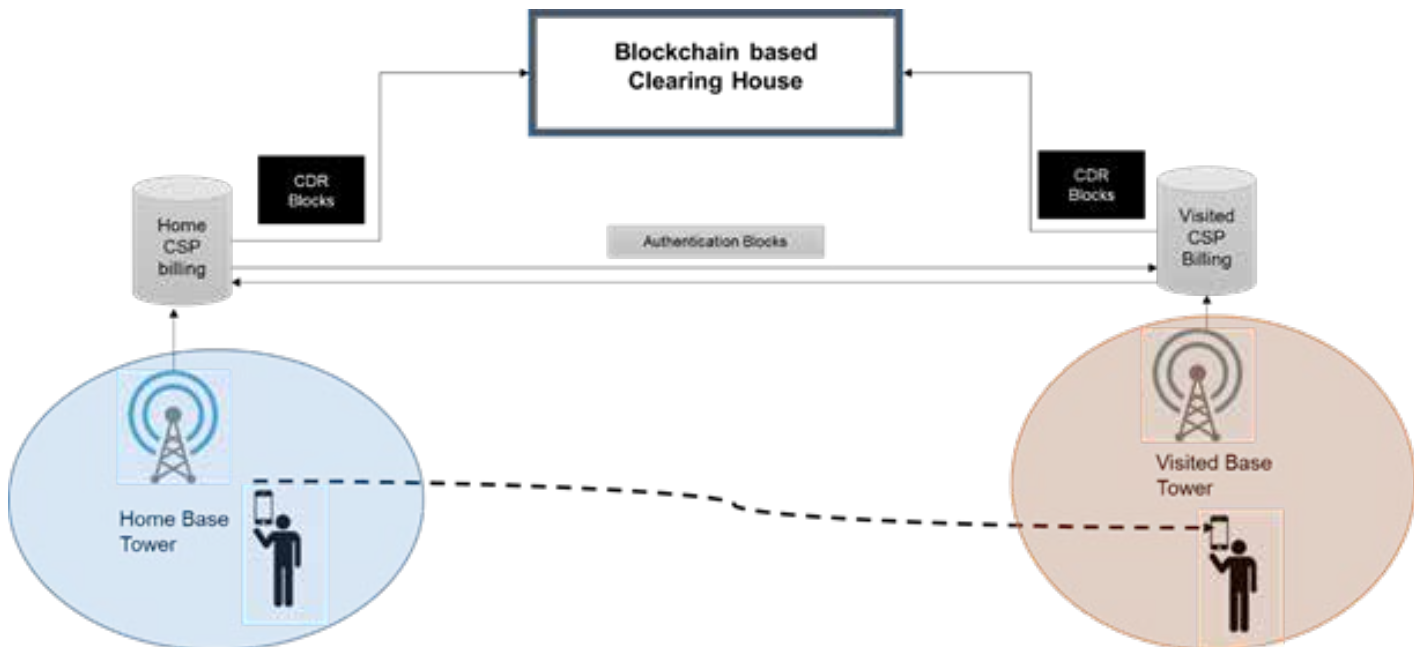 Blockchain based
Clearing House
CDR
Blocks
CDR
Blocks
Home
CSP
billing
Authentication Blocks
Visited
CSP
Billing
Home Base
Tower
Visited Base
Tower